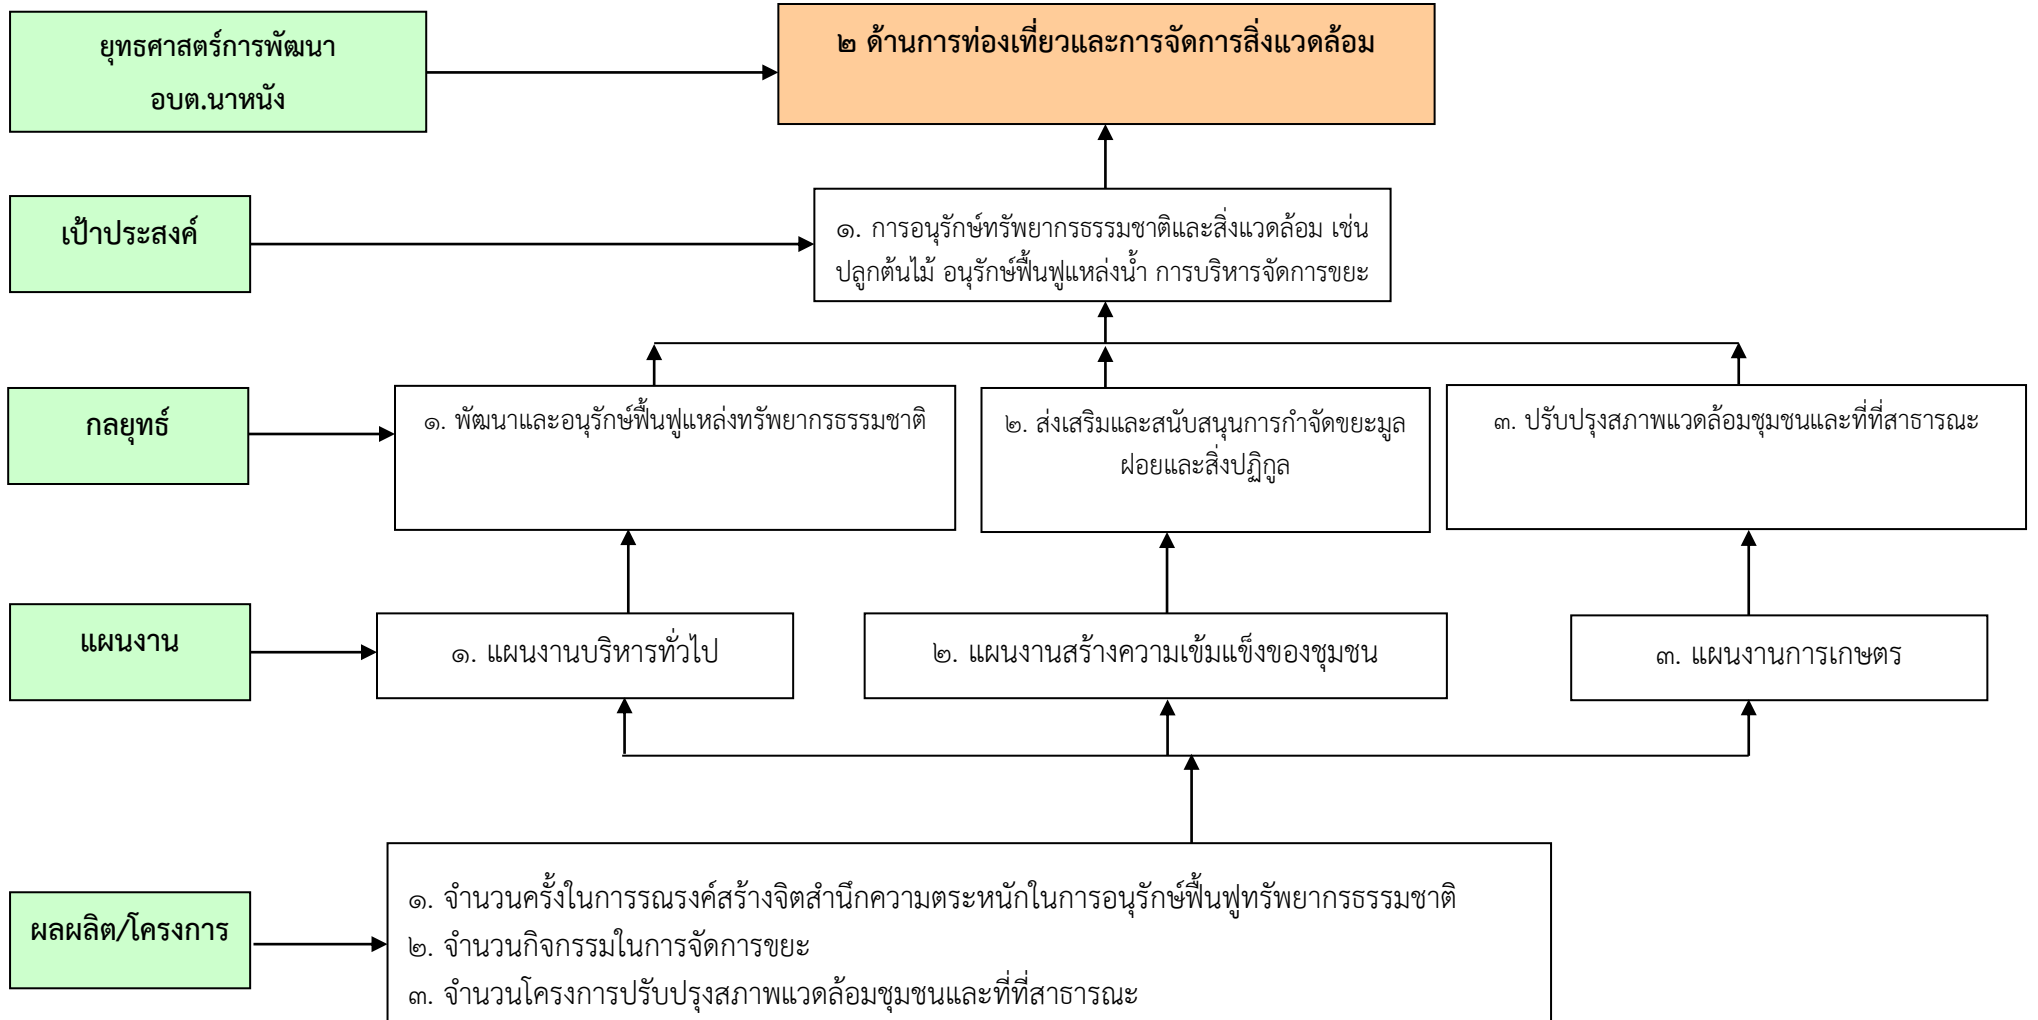 ยุทธศาสตร์การพัฒนา
อบต.นาหนัง
๒ ด้านการท่องเที่ยวและการจัดการสิ่งแวดล้อม
เป้าประสงค์
๑. การอนุรักษ์ทรัพยากรธรรมชาติและสิ่งแวดล้อม เช่น
ปลูกต้นไม้ อนุรักษ์ฟื้นฟูแหล่งน้ำ การบริหารจัดการขยะ
กลยุทธ์
๑. พัฒนาและอนุรักษ์ฟื้นฟูแหล่งทรัพยากรธรรมชาติ
๒. ส่งเสริมและสนับสนุนการกำจัดขยะมูล
ฝอยและสิ่งปฏิกูล
๓. ปรับปรุงสภาพแวดล้อมชุมชนและที่ที่สาธารณะ
แผนงาน
๑. แผนงานบริหารทั่วไป
๒. แผนงานสร้างความเข้มแข็งของชุมชน
๓. แผนงานการเกษตร
ผลผลิต/โครงการ
๑. จำนวนครั้งในการรณรงค์สร้างจิตสำนึกความตระหนักในการอนุรักษ์ฟื้นฟูทรัพยากรธรรมชาติ
๒. จำนวนกิจกรรมในการจัดการขยะ
๓. จำนวนโครงการปรับปรุงสภาพแวดล้อมชุมชนและที่ที่สาธารณะ